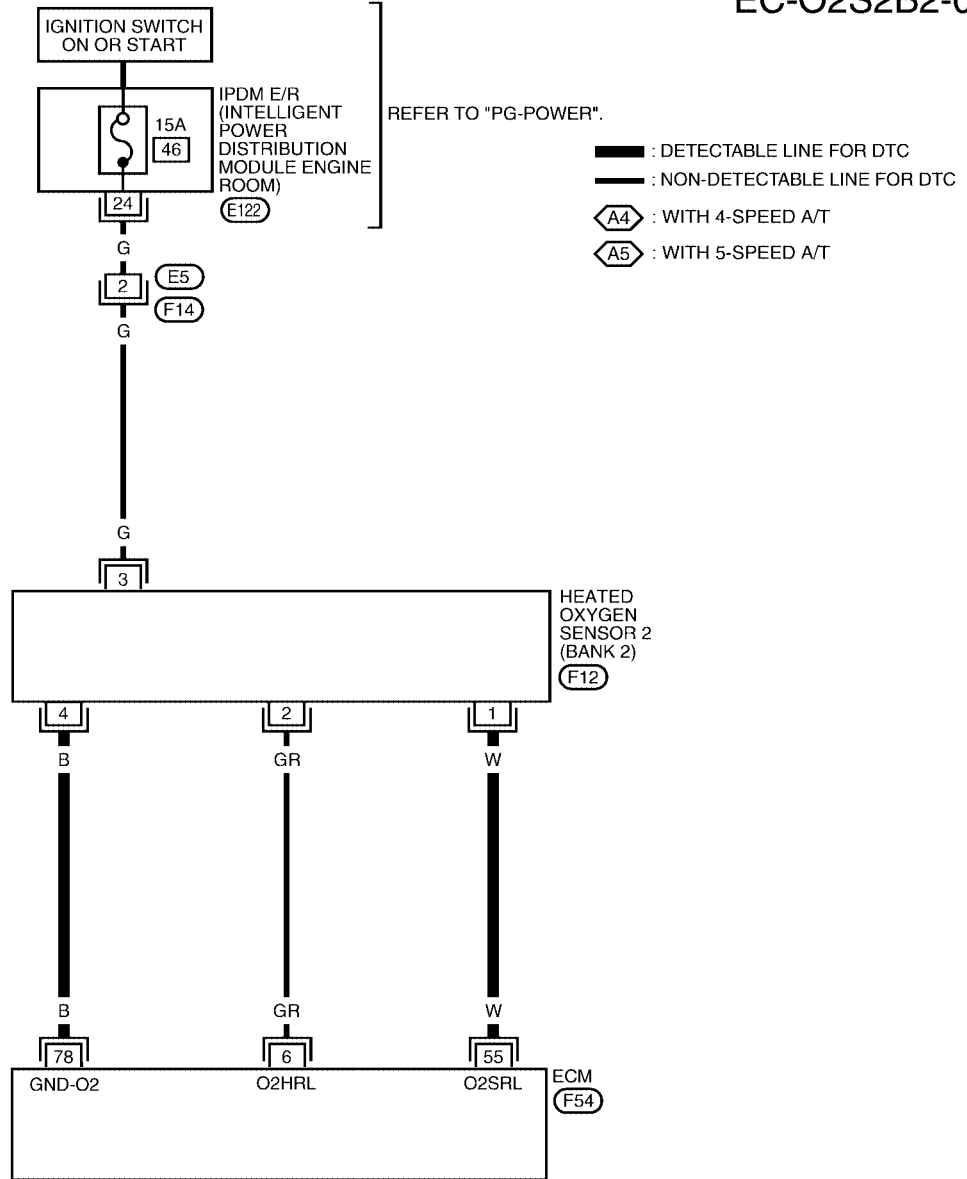 EC-O2S2B2-0
IGNITION SWITCH
ON OR START
IPDM E/R
(INTELLIGENT
POWER
DISTRIBUTION
MODULE ENGINE
ROOM)
E122
15A
46
24
REFER TO "PG-POWER".
: DETECTABLE LINE FOR DTC
: NON-DETECTABLE LINE FOR DTC
A4 : WITH 4-SPEED A/T
A5 : WITH 5-SPEED A/T
G
2
E5
F14
G
G
3
HEATED
OXYGEN
SENSOR 2
(BANK 2)
F12
4 2 1
B GR W
B GR W
78 6 55
GND-O2 O2HRL O2SRL
ECM
F54